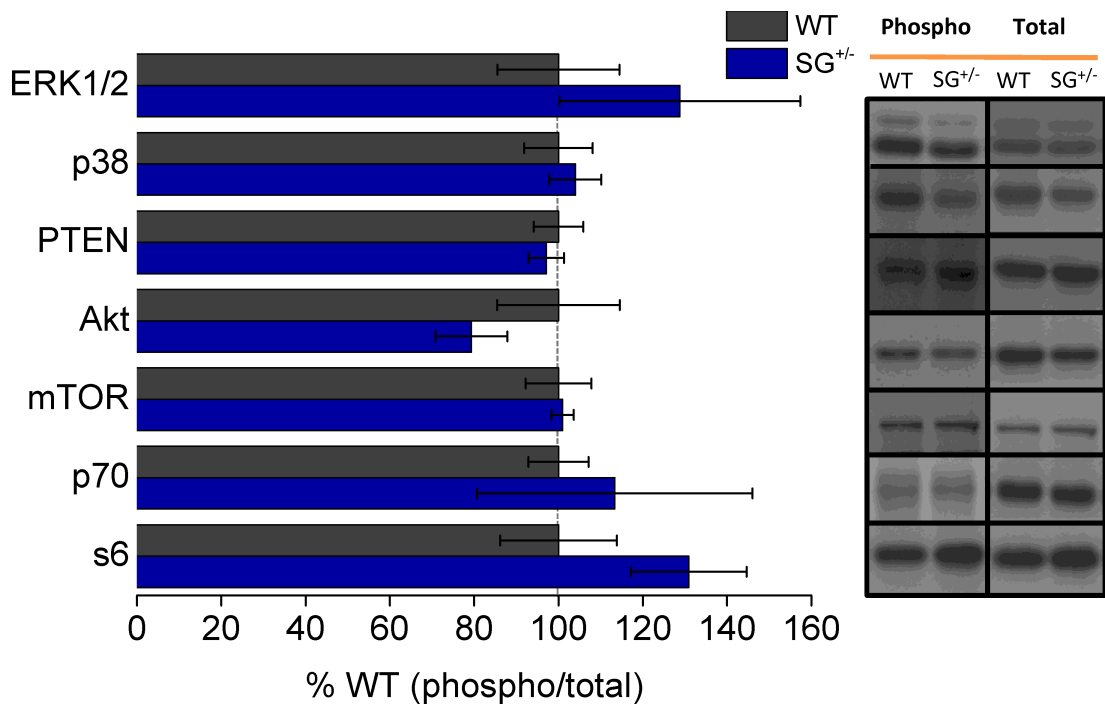 WT
SG+/-
Phospho Total
WT SG+/- WT SG+/-
ERK1/2
p38
PTEN
Akt
mTOR
p70
s6
0 20 40 60 80 100 120 140 160
% WT (phospho/total)